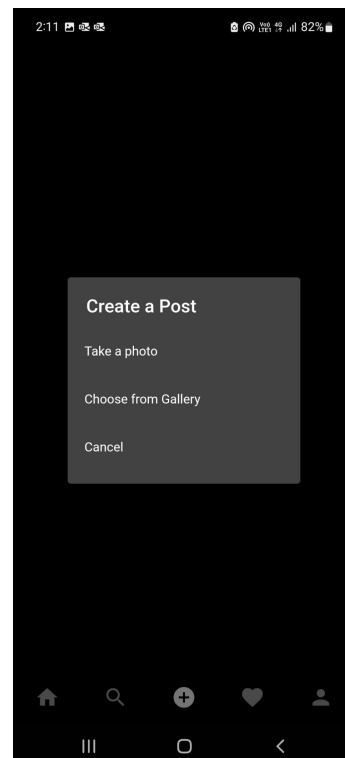 2:11 82%
Create a Post
Take a photo
Choose from Gallery
Cancel